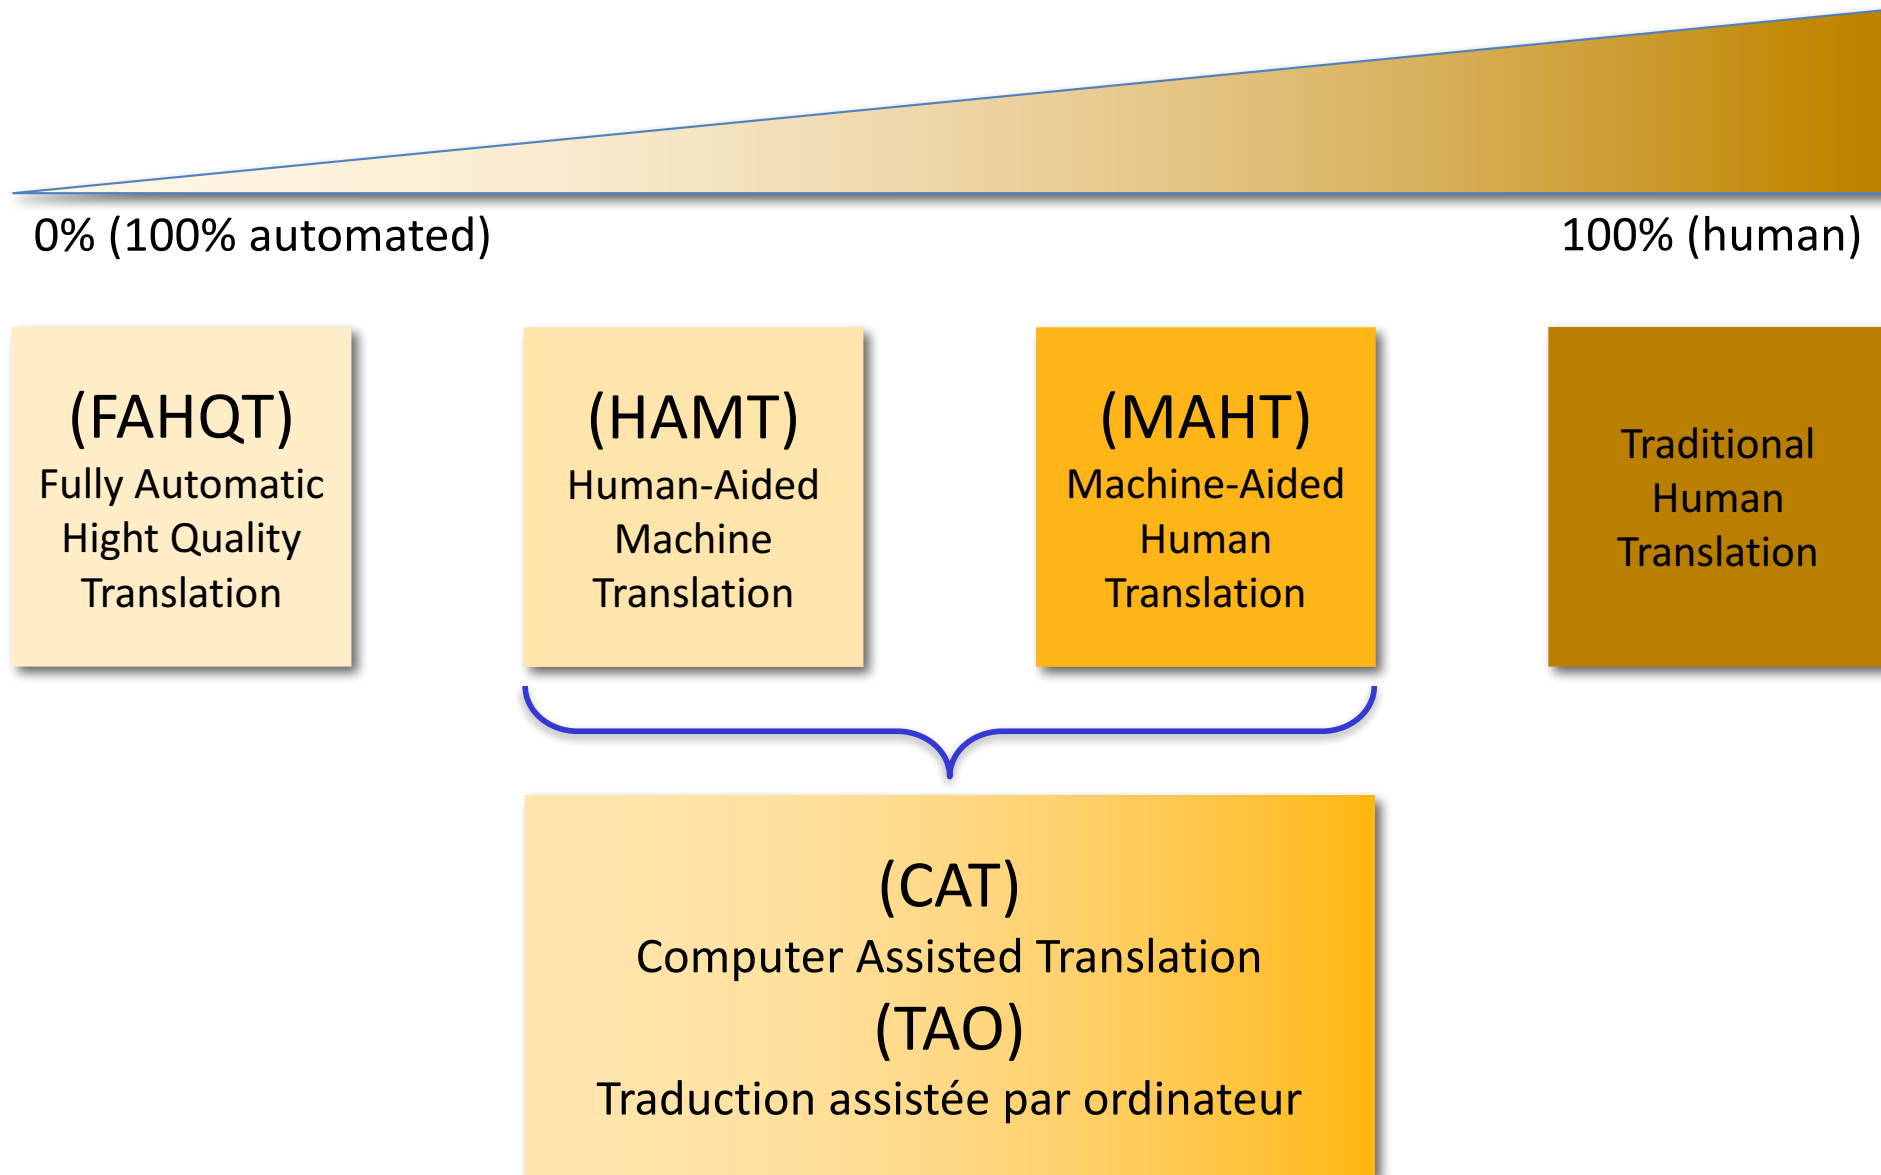 0% (100% automated)
100% (human)
(FAHQT)
Fully Automatic
Hight Quality
Translation
(HAMT)
Human-Aided
Machine
Translation
(MAHT)
Machine-Aided
Human
Translation
Traditional
Human
Translation
(CAT)
Computer Assisted Translation
(TAO)
Traduction assistée par ordinateur